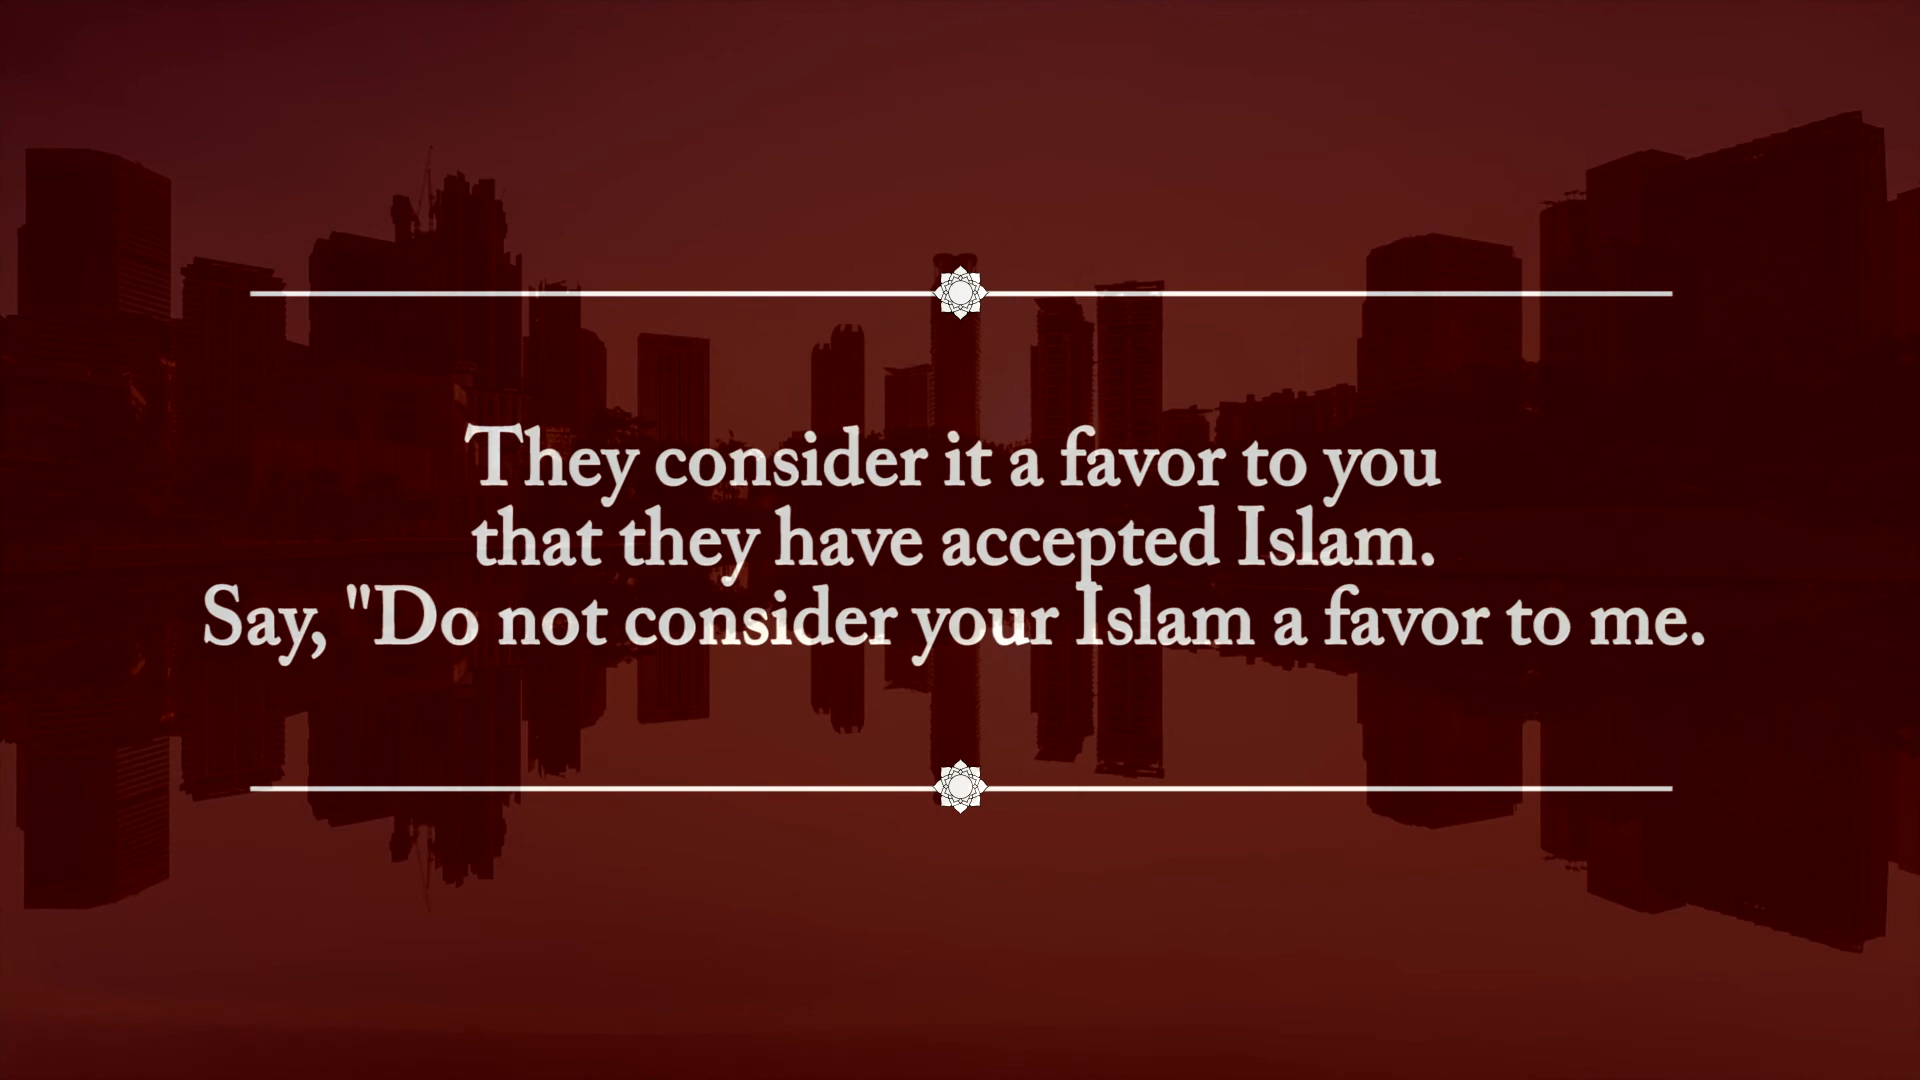 They consider it a favor to you
that they have accepted Islam.
Say, "Do not consider your Islam a favor to me.